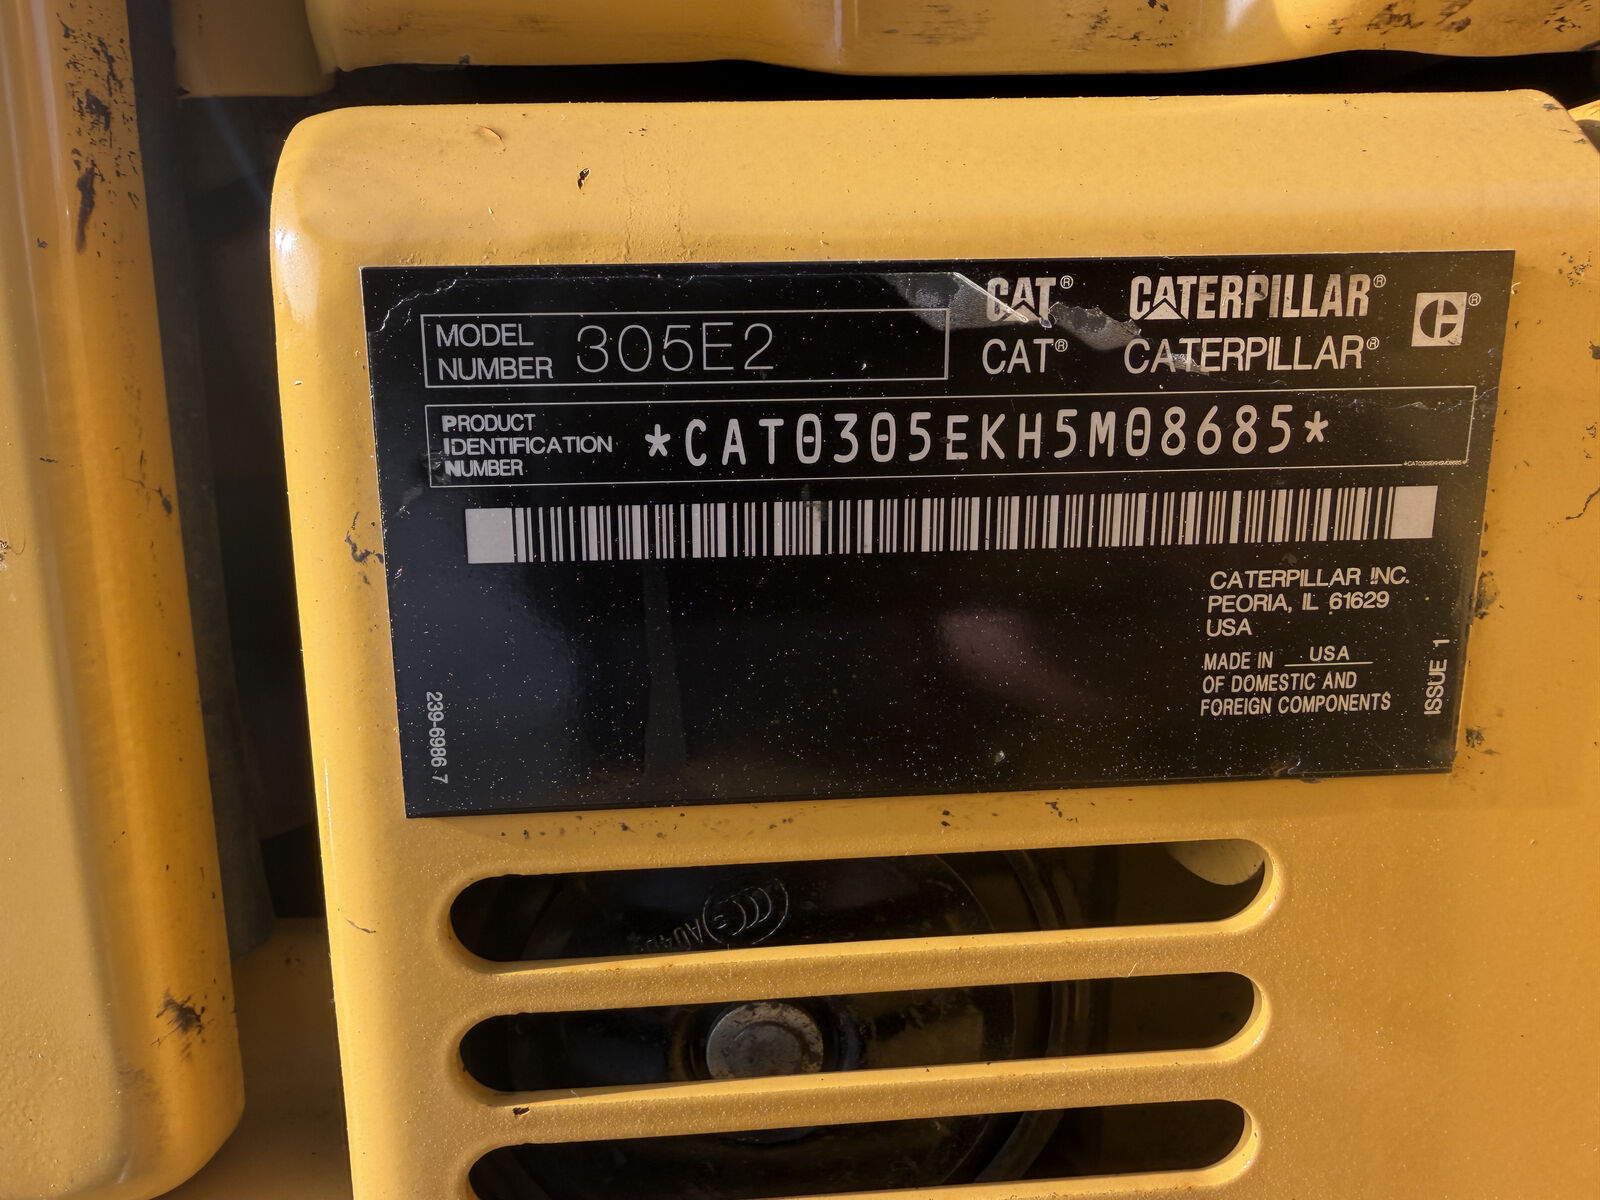 CAT® CATERPILLAR®
CAT® CATERPILLAR®
MODEL NUMBER 305E2
PRODUCT IDENTIFICATION NUMBER *CAT0305EKH5M08685*
*CAT0305EKH5M08685*
CATERPILLAR INC.
PEORIA, IL 61629
USA
MADE IN USA
OF DOMESTIC AND
FOREIGN COMPONENTS
ISSUE 1
239-6986 7